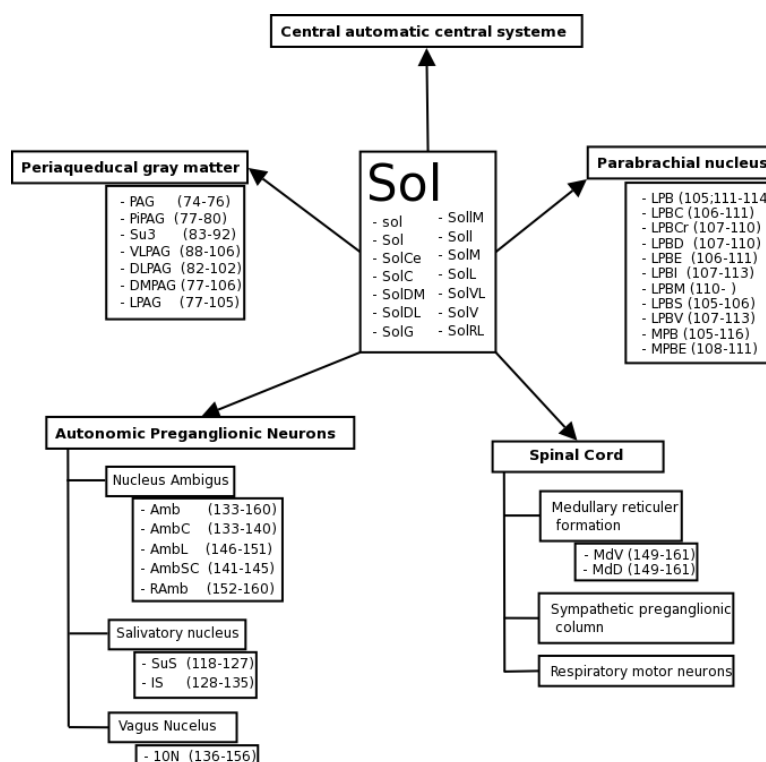 Central automatic central systeme
Periaqueducal gray matter
- PAG (74-76)
- PiPAG (77-80)
- Su3 (83-92)
- VLPAG (88-106)
- DLPAG (82-102)
- DMPAG (77-106)
- LPAG (77-105)
Sol
- sol
- Sol
- SolCe
- SolC
- SolDM
- SolDL
- SolG
- SolIM
- SolI
- SolM
- SolL
- SolVL
- SolV
- SolRL
Parabrachial nucleus
- LPB (105;111-114
- LPBC (106-111)
- LPBCr (107-110)
- LPBD (107-110)
- LPBE (106-111)
- LPBI (107-113)
- LPBM (110- )
- LPBS (105-106)
- LPBV (107-113)
- MPB (105-116)
- MPBE (108-111)
Autonomic Preganglionic Neurons
Nucleus Ambigus
- Amb (133-160)
- AmbC (133-140)
- AmbL (146-151)
- AmbSC (141-145)
- RAmb (152-160)
Salivatory nucleus
- SuS (118-127)
- IS (128-135)
Vagus Nucelus
- 10N (136-156)
Spinal Cord
Medullary reticuler
formation
- MdV (149-161)
- MdD (149-161)
Sympathetic preganglionic
column
Respiratory motor neurons